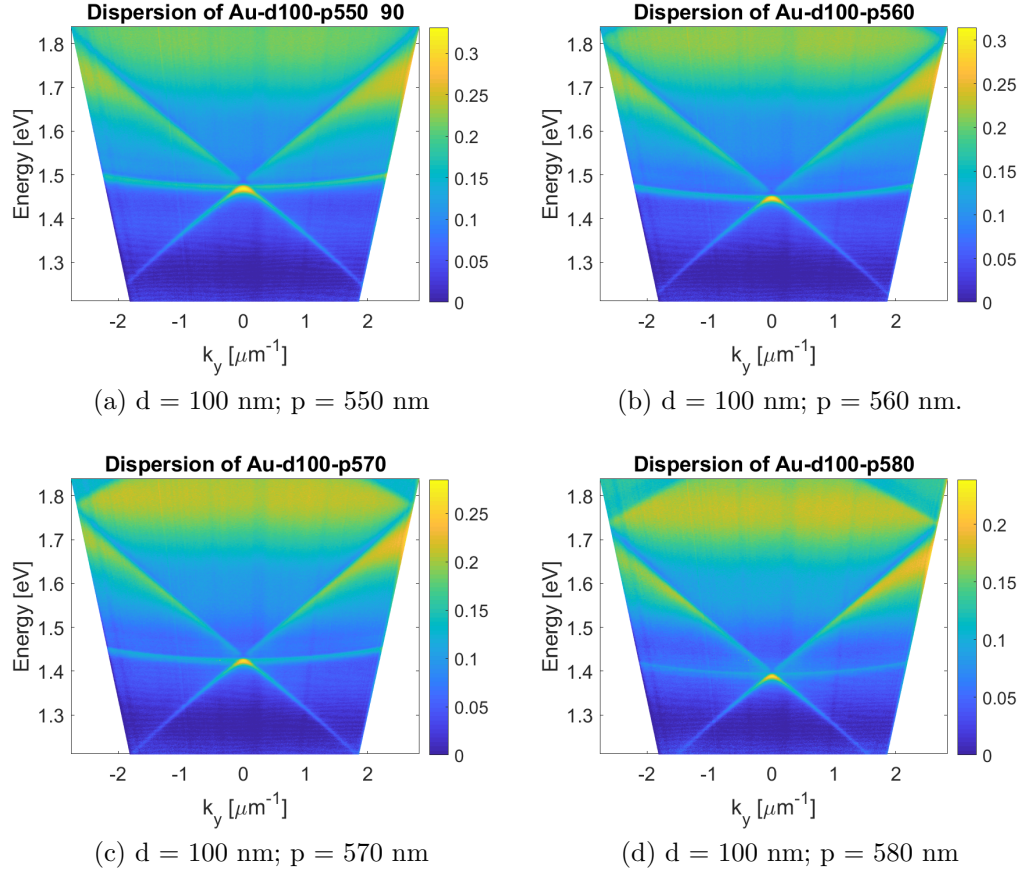 Dispersion of Au-d100-p550 90
Energy [eV]
1.8
1.7
1.6
1.5
1.4
1.3
-2 -1 0 1 2
k_y [μm^-1]
0.3
0.25
0.2
0.15
0.1
0.05
0
(a) d = 100 nm; p = 550 nm
Dispersion of Au-d100-p560
Energy [eV]
1.8
1.7
1.6
1.5
1.4
1.3
-2 -1 0 1 2
k_y [μm^-1]
0.3
0.25
0.2
0.15
0.1
0.05
0
(b) d = 100 nm; p = 560 nm.
Dispersion of Au-d100-p570
Energy [eV]
1.8
1.7
1.6
1.5
1.4
1.3
-2 -1 0 1 2
k_y [μm^-1]
0.25
0.2
0.15
0.1
0.05
0
(c) d = 100 nm; p = 570 nm
Dispersion of Au-d100-p580
Energy [eV]
1.8
1.7
1.6
1.5
1.4
1.3
-2 -1 0 1 2
k_y [μm^-1]
0.2
0.15
0.1
0.05
0
(d) d = 100 nm; p = 580 nm